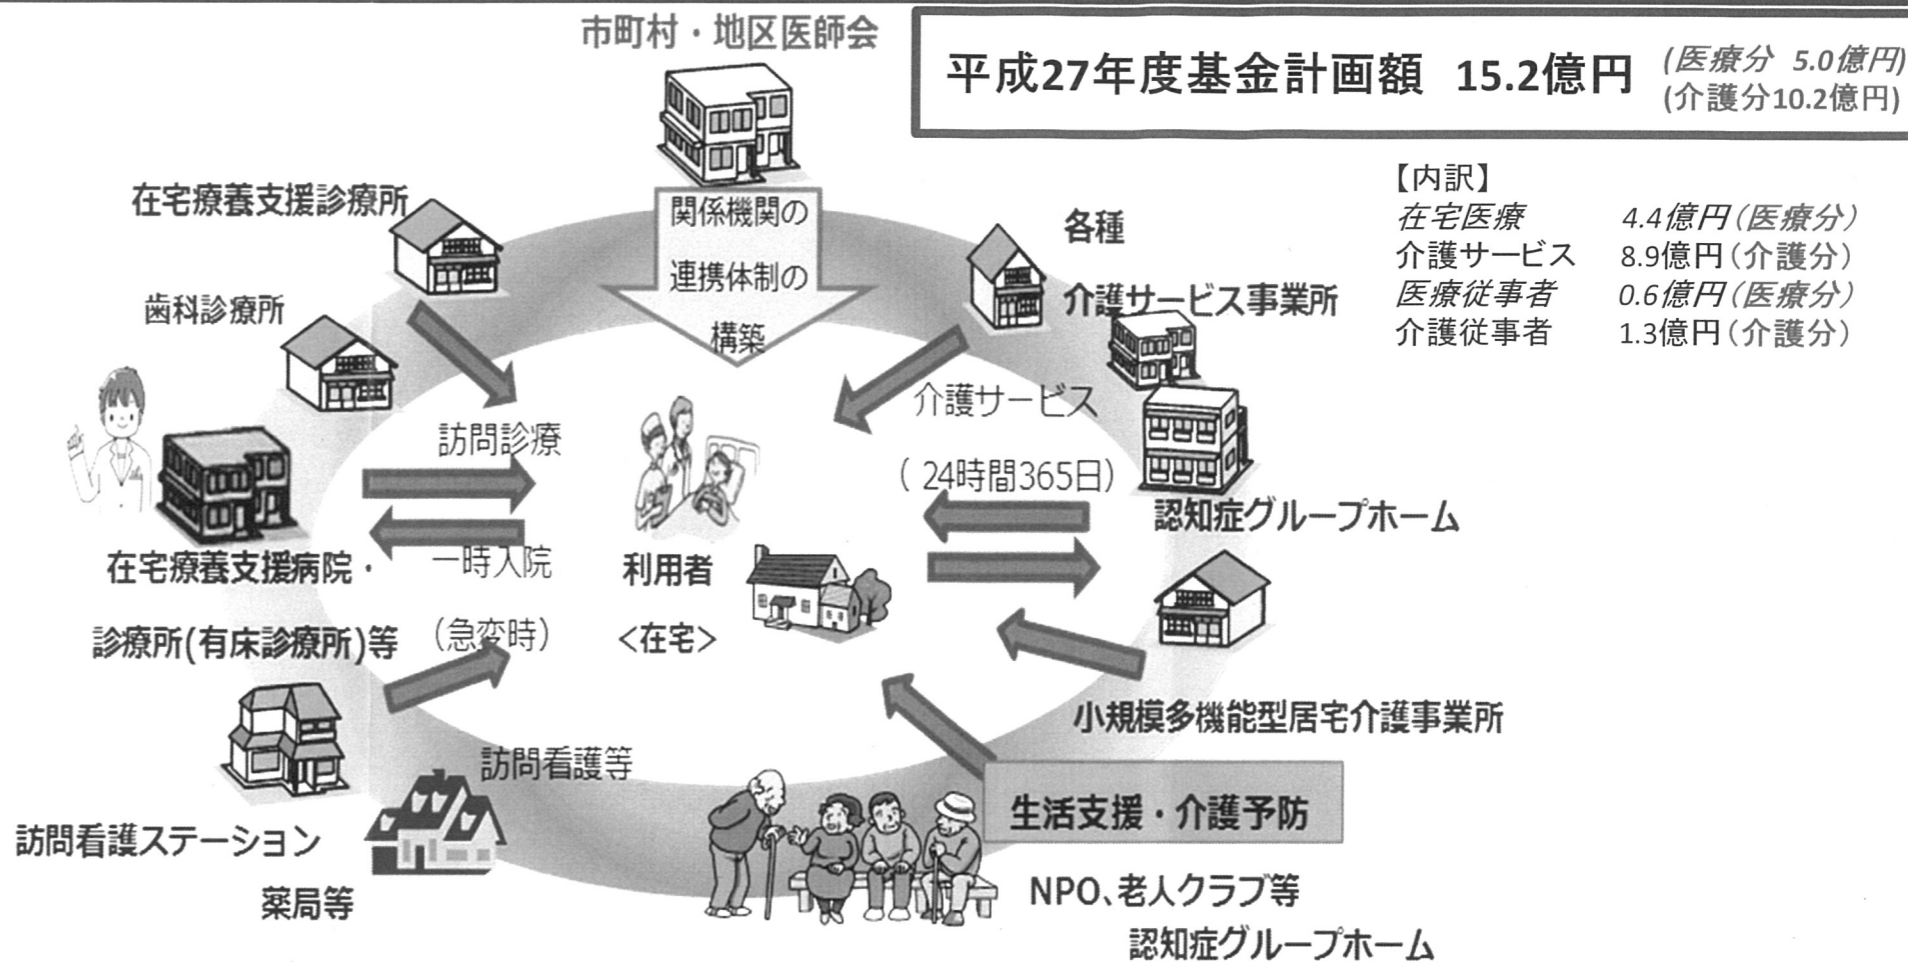 市町村・地区医師会
平成27年度基金計画額 15.2億円
(医療分 5.0億円)
(介護分10.2億円)
【内訳】
在宅医療 4.4億円(医療分)
介護サービス 8.9億円(介護分)
医療従事者 0.6億円(医療分)
介護従事者 1.3億円(介護分)
関係機関の
連携体制の
構築
在宅療養支援診療所
歯科診療所
各種
介護サービス事業所
訪問診療
介護サービス
(24時間365日)
認知症グループホーム
在宅療養支援病院・
診療所(有床診療所)等
一時入院
(急変時)
利用者
<在宅>
小規模多機能型居宅介護事業所
訪問看護等
訪問看護ステーション
薬局等
生活支援・介護予防
NPO、老人クラブ等
認知症グループホーム